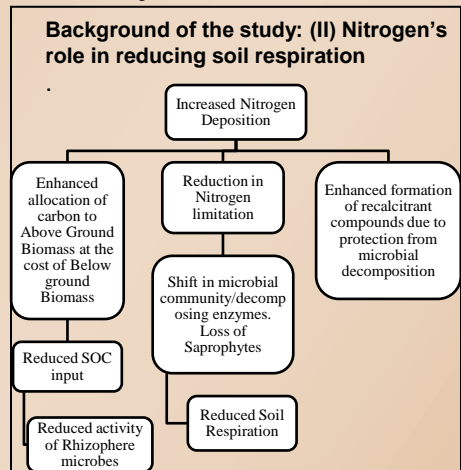 Background of the study: (II) Nitrogen's
role in reducing soil respiration
.
Increased Nitrogen
Deposition
Enhanced
allocation of
carbon to
Above Ground
Biomass at the
cost of Below
ground
Biomass
Reduced SOC
input
Reduced activity
of Rhizophere
microbes
Reduction in
Nitrogen
limitation
Shift in microbial
community/decomp
osing enzymes.
Loss of
Saprophytes
Reduced Soil
Respiration
Enhanced formation
of recalcitrant
compounds due to
protection from
microbial
decomposition